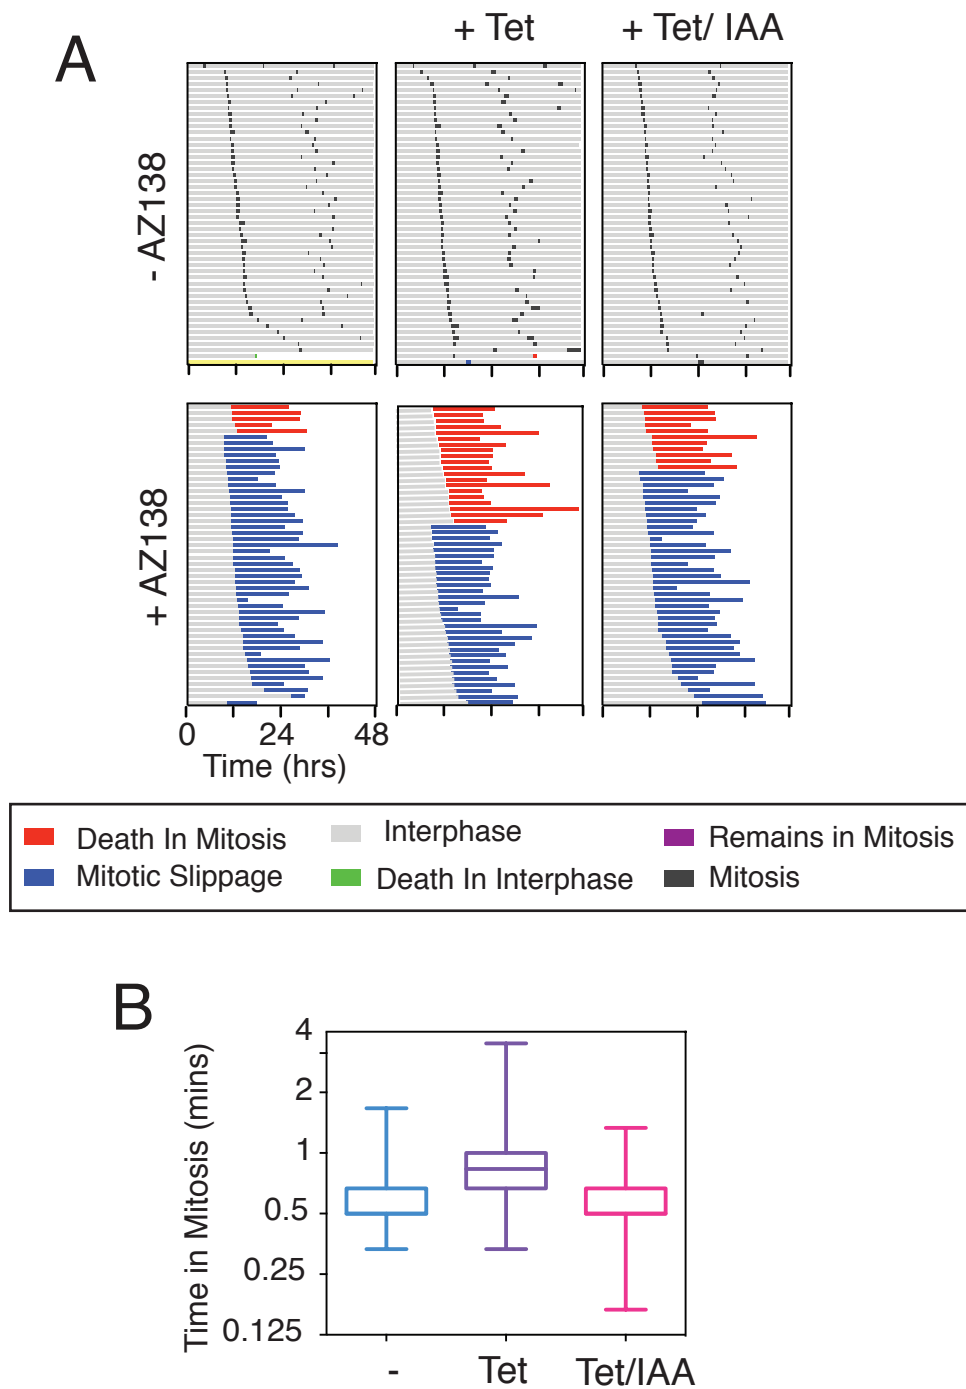 A
+ Tet
+ Tet/ IAA
- AZ138
+ AZ138
0
24
48
Time (hrs)
Death In Mitosis
Interphase
Remains in Mitosis
Mitotic Slippage
Death In Interphase
Mitosis
B
Time in Mitosis (mins)
4
2
1
0.5
0.25
0.125
-
Tet
Tet/IAA